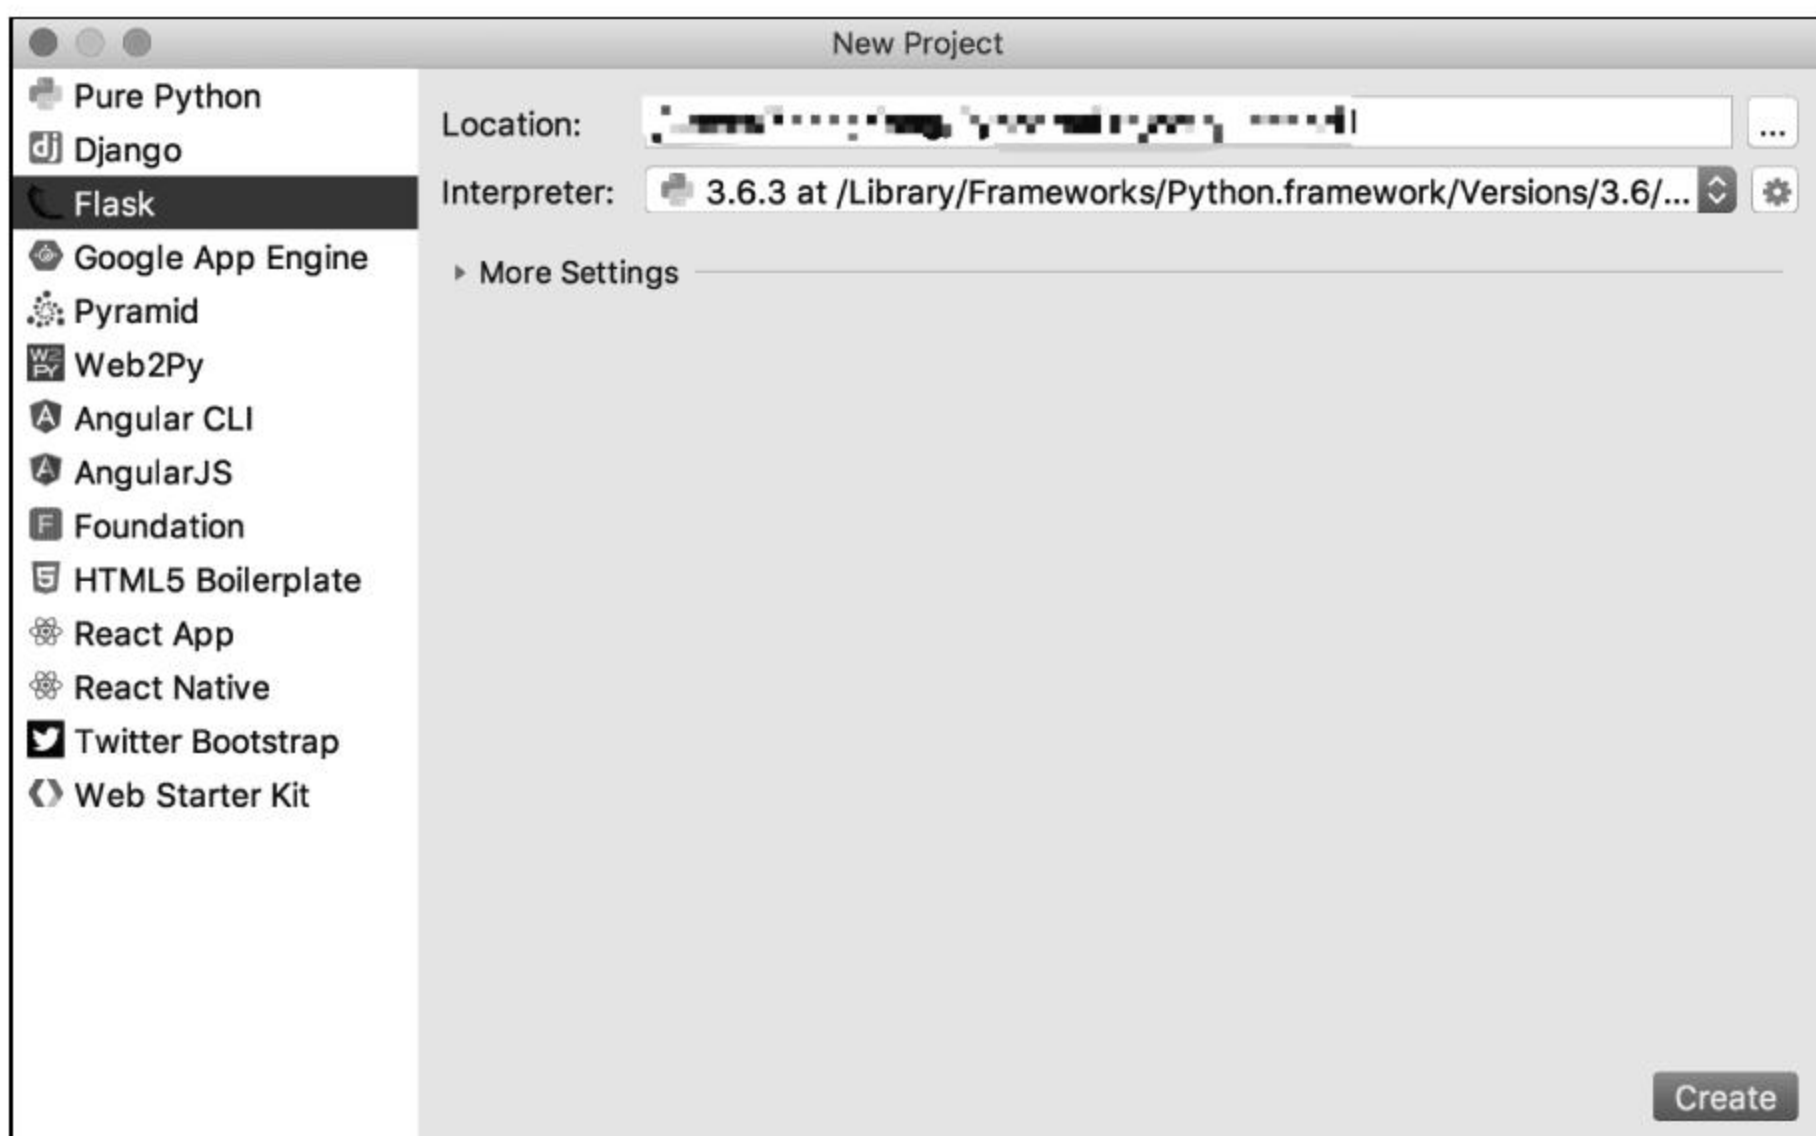 New Project
Pure Python
Django
Flask
Google App Engine
Pyramid
Web2Py
Angular CLI
AngularJS
Foundation
HTML5 Boilerplate
React App
React Native
Twitter Bootstrap
Web Starter Kit
Location:
...
Interpreter: 3.6.3 at /Library/Frameworks/Python.framework/Versions/3.6/...
More Settings
Create